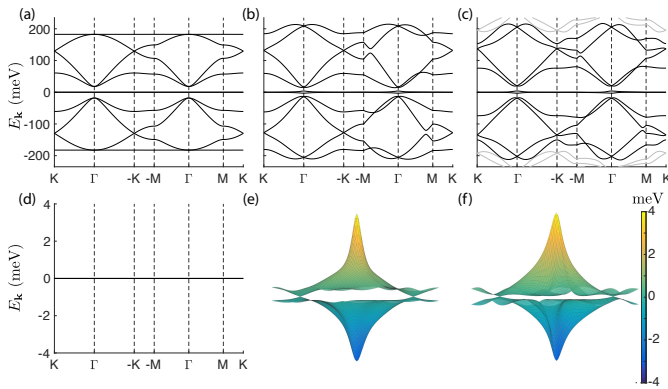 (a) (b) (c)
200
100
0
-100
-200
E_k (meV)
K Γ -K -M Γ M K
K Γ -K -M Γ M K
K Γ -K -M Γ M K
(d) (e) (f) meV
4
2
0
-2
-4
E_k (meV)
K Γ -K -M Γ M K
4
2
0
-2
-4